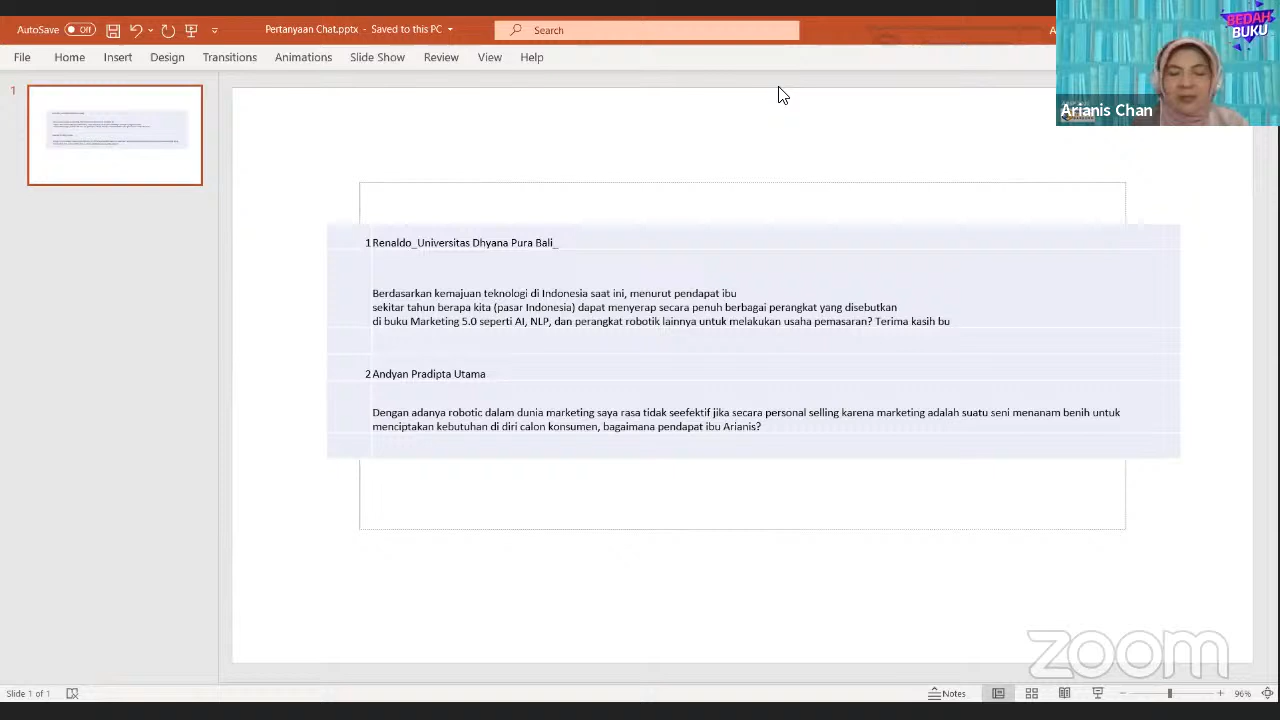 AutoSave Off
Pertanyaan Chat.pptx - Saved to this PC
Search
BEDAH
BUKU
File Home Insert Design Transitions Animations Slide Show Review View Help
Arianis Chan
1
1 Renaldo_Universitas Dhyana Pura Bali_
Berdasarkan kemajuan teknologi di Indonesia saat ini, menurut pendapat ibu
sekitar tahun berapa kita (pasar Indonesia) dapat menyerap secara penuh berbagai perangkat yang disebutkan
di buku Marketing 5.0 seperti AI, NLP, dan perangkat robotik lainnya untuk melakukan usaha pemasaran? Terima kasih bu
2 Andyan Pradipta Utama
Dengan adanya robotic dalam dunia marketing saya rasa tidak seefektif jika secara personal selling karena marketing adalah suatu seni menanam benih untuk
menciptakan kebutuhan di diri calon konsumen, bagaimana pendapat ibu Arianis?
zoom
Slide 1 of 1
Notes
96%